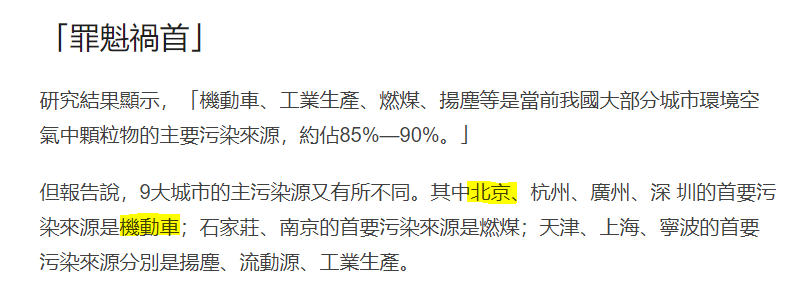 「罪魁禍首」
研究結果顯示，「機動車、工業生產、燃煤、揚塵等是當前我國大部分城市環境空
氣中顆粒物的主要污染來源，約佔85%—90%。」
但報告說，9大城市的主污染源又有所不同。其中北京、杭州、廣州、深 圳的首要污
染來源是機動車；石家莊、南京的首要污染來源是燃煤；天津、上海、寧波的首要
污染來源分別是揚塵、流動源、工業生產。